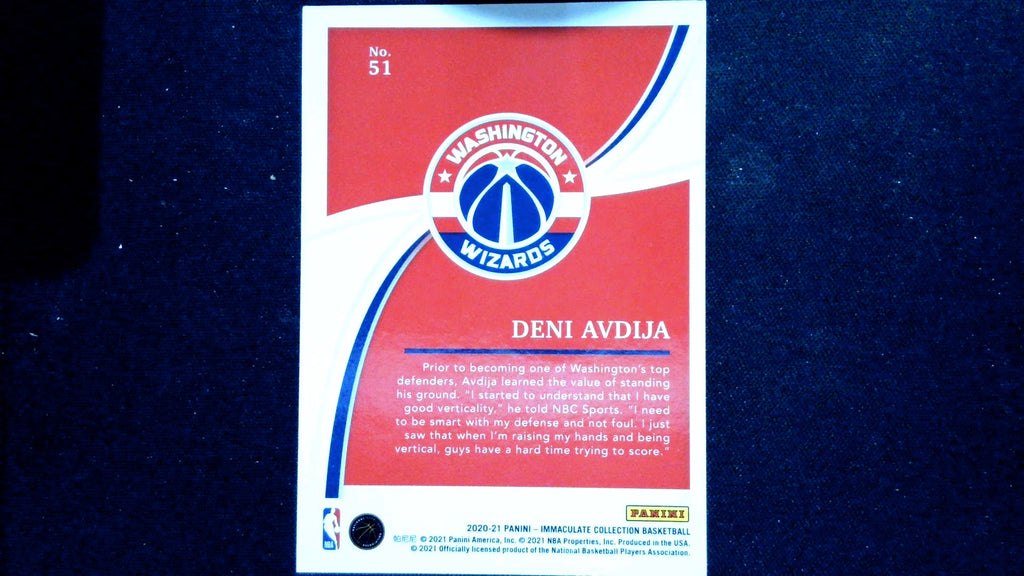 No.
51
WASHINGTON
WIZARDS
DENI AVDIJA
Prior to becoming one of Washington's top
defenders, Avdija learned the value of standing
his ground. "I started to understand that I have
good verticality," he told NBC Sports. "I need
to be smart with my defense and not foul. I just
saw that when I'm raising my hands and being
vertical, guys have a hard time trying to score."
PANINI
2020-21 PANINI – IMMACULATE COLLECTION BASKETBALL
帕尼尼 © 2021 Panini America, Inc. © 2021 NBA Properties, Inc. Produced in the USA.
© 2021 Officially licensed product of the National Basketball Players Association.
NBA